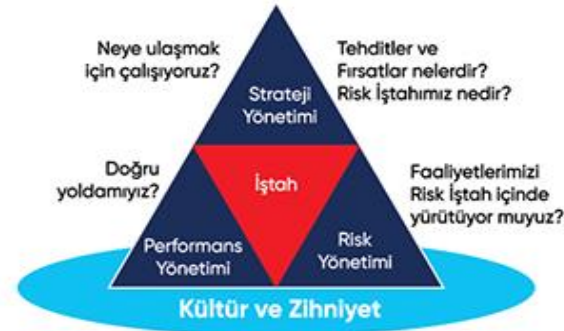 Neye ulaşmak
için çalışıyoruz?
Tehditler ve
Fırsatlar nelerdir?
Risk İştahımız nedir?
Strateji
Yönetimi
Doğru
yoldamıyız?
İştah
Faaliyetlerimizi
Risk İştah içinde
yürütüyor muyuz?
Performans
Yönetimi
Risk
Yönetimi
Kültür ve Zihniyet